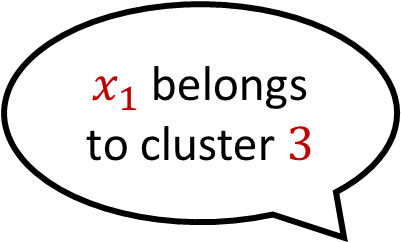 x₁ belongs
to cluster 3